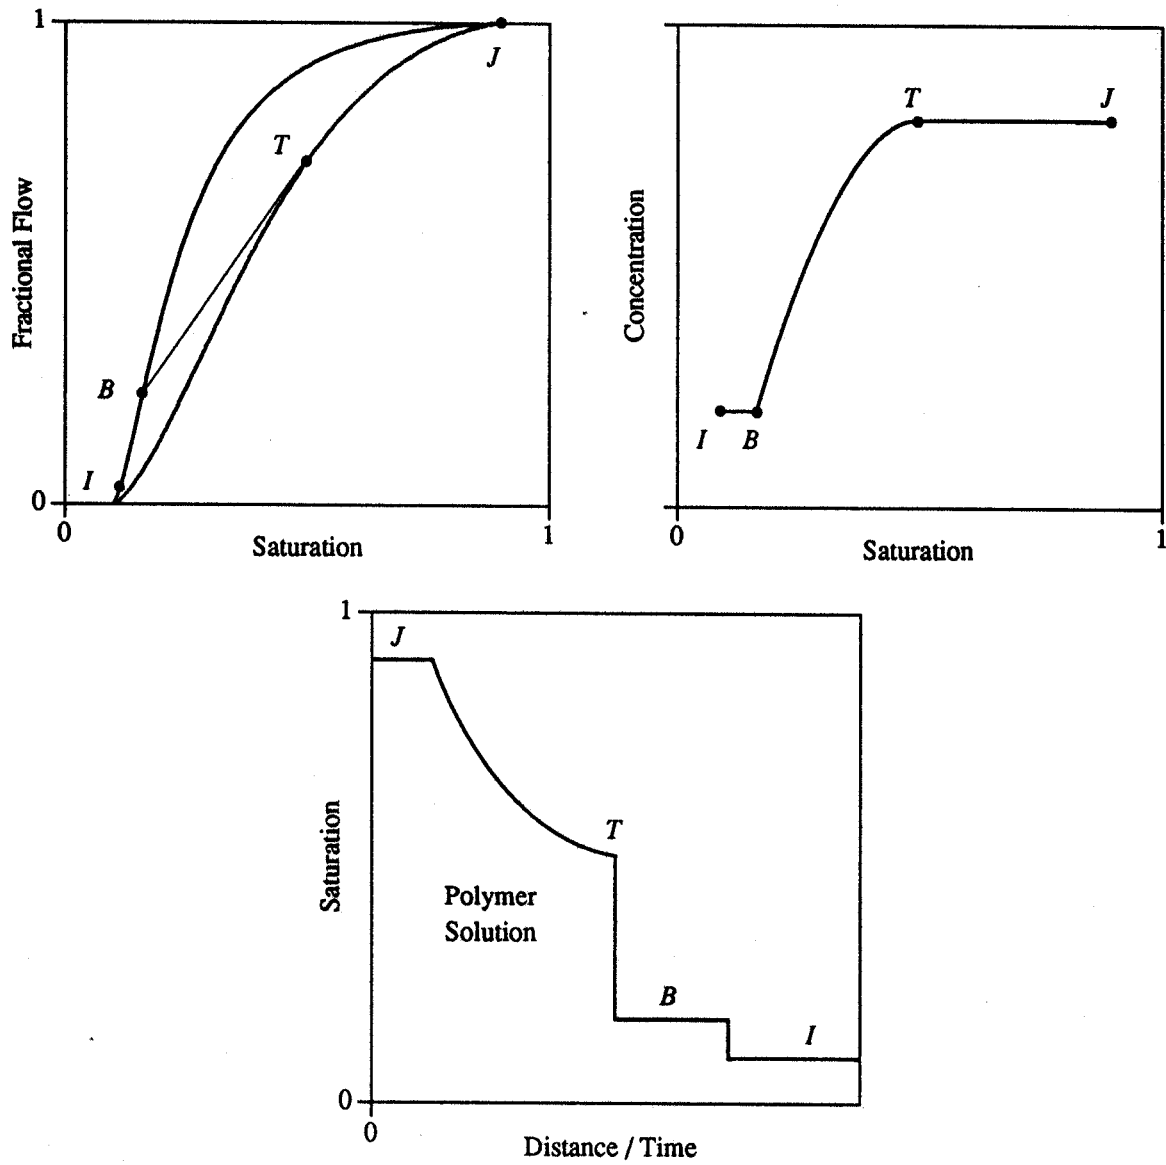 1
J
T
Fractional Flow
B
I
0
0
Saturation
1
T
J
Concentration
I
B
0
Saturation
1
1
J
T
Saturation
Polymer
Solution
B
I
0
0
Distance / Time